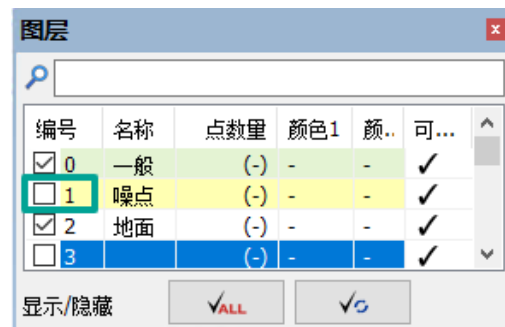 图层
编号 名称 点数量 颜色1 颜.. 可...
0 一般 (-) - - ✓
1 噪点 (-) - - ✓
2 地面 (-) - - ✓
3 (-) - - ✓
显示/隐藏 ALL